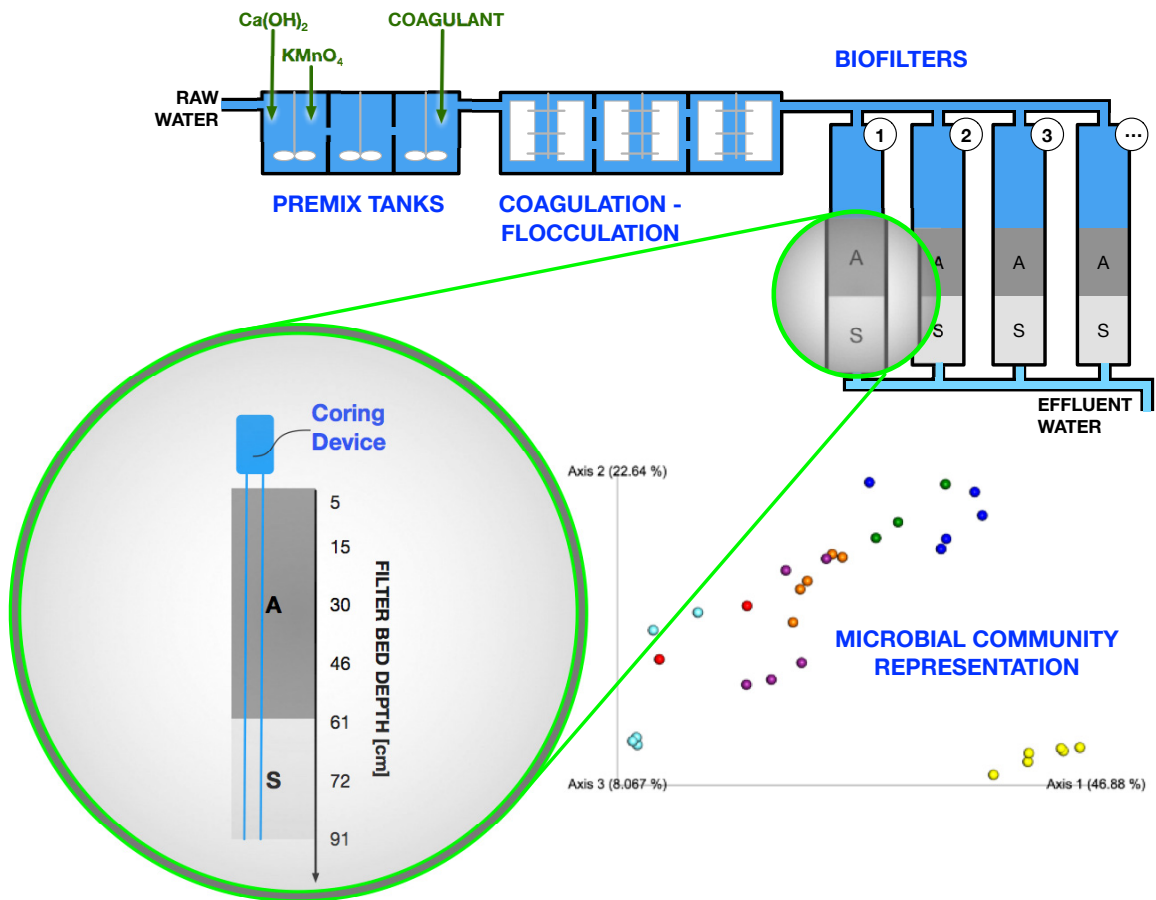 Ca(OH)₂
COAGULANT
KMnO₄
RAW
WATER
PREMIX TANKS
COAGULATION -
FLOCCULATION
BIOFILTERS
1
2
3
...
A
A
A
A
S
S
S
S
EFFLUENT
WATER
Coring
Device
5
15
30
46
61
72
91
A
S
FILTER BED DEPTH [cm]
Axis 2 (22.64 %)
MICROBIAL COMMUNITY
REPRESENTATION
Axis 3 (8.067 %)
Axis 1 (46.88 %)